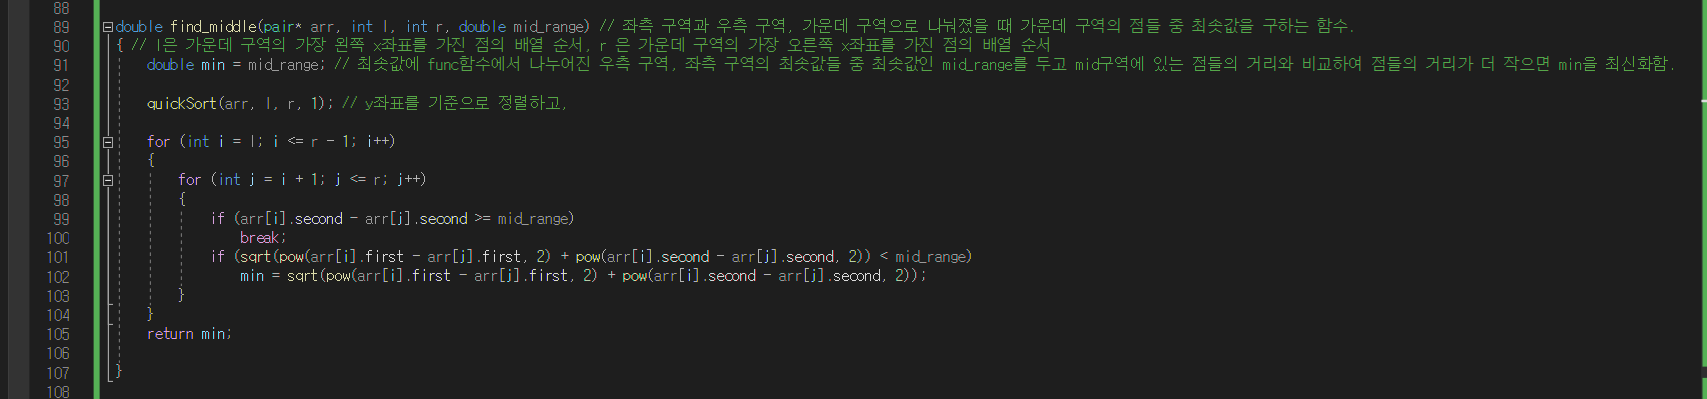 88
89 double find_middle(pair* arr, int l, int r, double mid_range) // 좌측 구역과 우측 구역, 가운데 구역으로 나눠졌을 때 가운데 구역의 점들 중 최솟값을 구하는 함수.
90 { // l은 가운데 구역의 가장 왼쪽 x좌표를 가진 점의 배열 순서, r 은 가운데 구역의 가장 오른쪽 x좌표를 가진 점의 배열 순서
91 double min = mid_range; // 최솟값에 func함수에서 나누어진 우측 구역, 좌측 구역의 최솟값들 중 최솟값인 mid_range를 두고 mid구역에 있는 점들의 거리와 비교하여 점들의 거리가 더 작으면 min을 최신화함.
92
93 quickSort(arr, l, r, 1); // y좌표를 기준으로 정렬하고,
94
95 for (int i = l; i <= r - 1; i++)
96 {
97 for (int j = i + 1; j <= r; j++)
98 {
99 if (arr[i].second - arr[j].second >= mid_range)
100 break;
101 if (sqrt(pow(arr[i].first - arr[j].first, 2) + pow(arr[i].second - arr[j].second, 2)) < mid_range)
102 min = sqrt(pow(arr[i].first - arr[j].first, 2) + pow(arr[i].second - arr[j].second, 2));
103 }
104 }
105 return min;
106
107 }
108